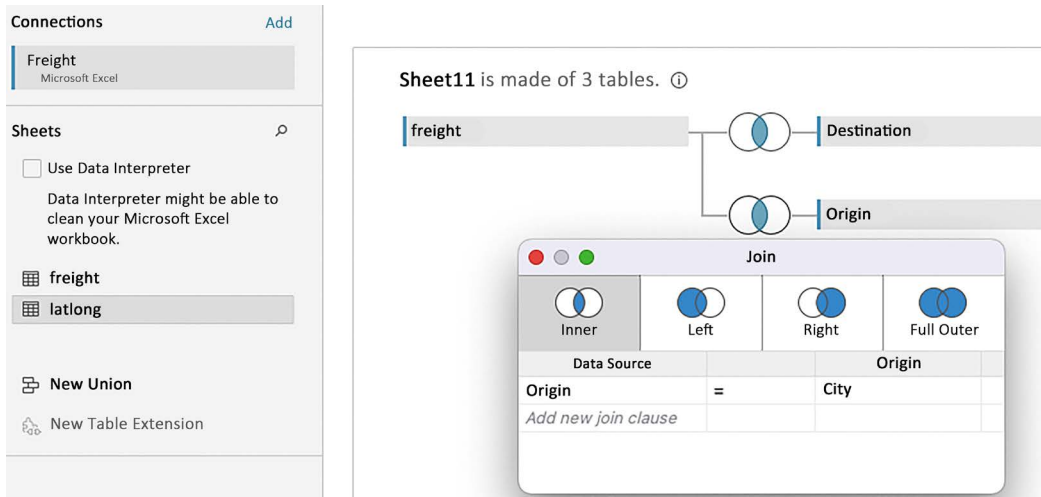 Connections Add
Freight
Microsoft Excel
Sheets
Use Data Interpreter
Data Interpreter might be able to
clean your Microsoft Excel
workbook.
freight
latlong
New Union
New Table Extension
Sheet11 is made of 3 tables.
freight
Destination
Origin
Join
Inner Left Right Full Outer
Data Source Origin
Origin = City
Add new join clause